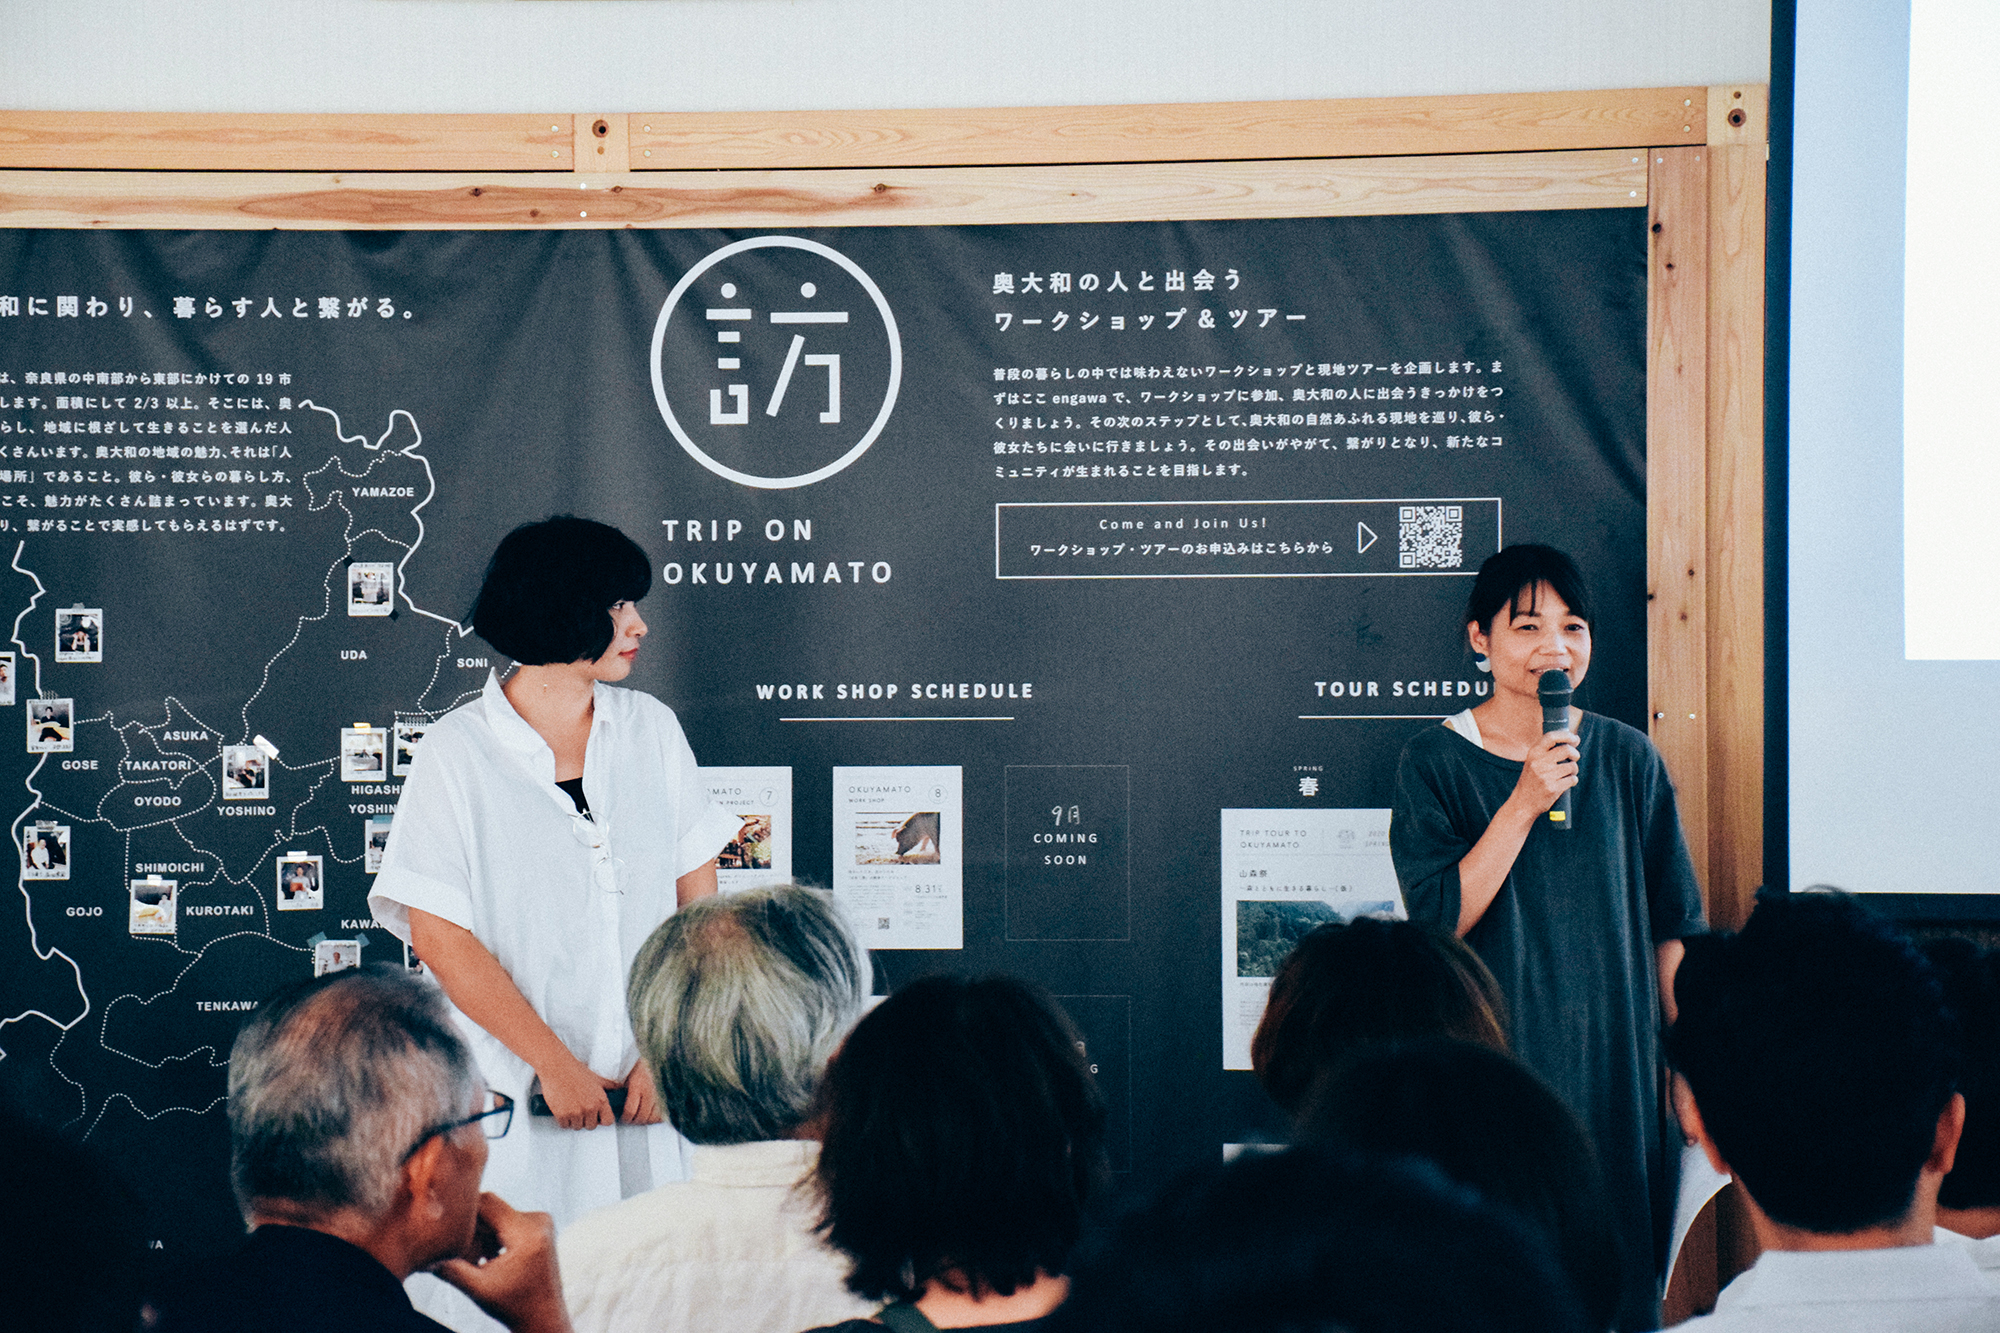 和に関わり、暮らす人と繋がる。
は、奈良県の中南部から東部にかけての 19 市
します。面積にして 2/3 以上。そこには、奥
らし、地域に根ざして生きることを選んだ人
くさんいます。奥大和の地域の魅力、それは「人
場所」であること。彼ら・彼女らの暮らし方、
こそ、魅力がたくさん詰まっています。奥大
り、繋がることで実感してもらえるはずです。
訪
TRIP ON
OKUYAMATO
奥大和の人と出会う
ワークショップ & ツアー
普段の暮らしの中では味わえないワークショップと現地ツアーを企画します。ま
ずはここ engawa で、ワークショップに参加、奥大和の人に出会うきっかけをつ
くりましょう。その次のステップとして、奥大和の自然あふれる現地を巡り、彼ら・
彼女たちに会いに行きましょう。その出会いがやがて、繋がりとなり、新たなコ
ミュニティが生まれることを目指します。
Come and Join Us!
ワークショップ・ツアーのお申込みはこちらから
YAMAZOE
UDA
SONI
ASUKA
GOSE
TAKATORI
OYODO
YOSHINO
HIGASHI
YOSHIN
SHIMOICHI
GOJO
KUROTAKI
KAWA
TENKAWA
WA
WORK SHOP SCHEDULE
MATO
N PROJECT
7
OKUYAMATO
WORK SHOP
8
8.31
9月
COMING
SOON
G
TOUR SCHEDU
SPRING
春
TRIP TOUR TO
OKUYAMATO
2020
SPRING
山森祭